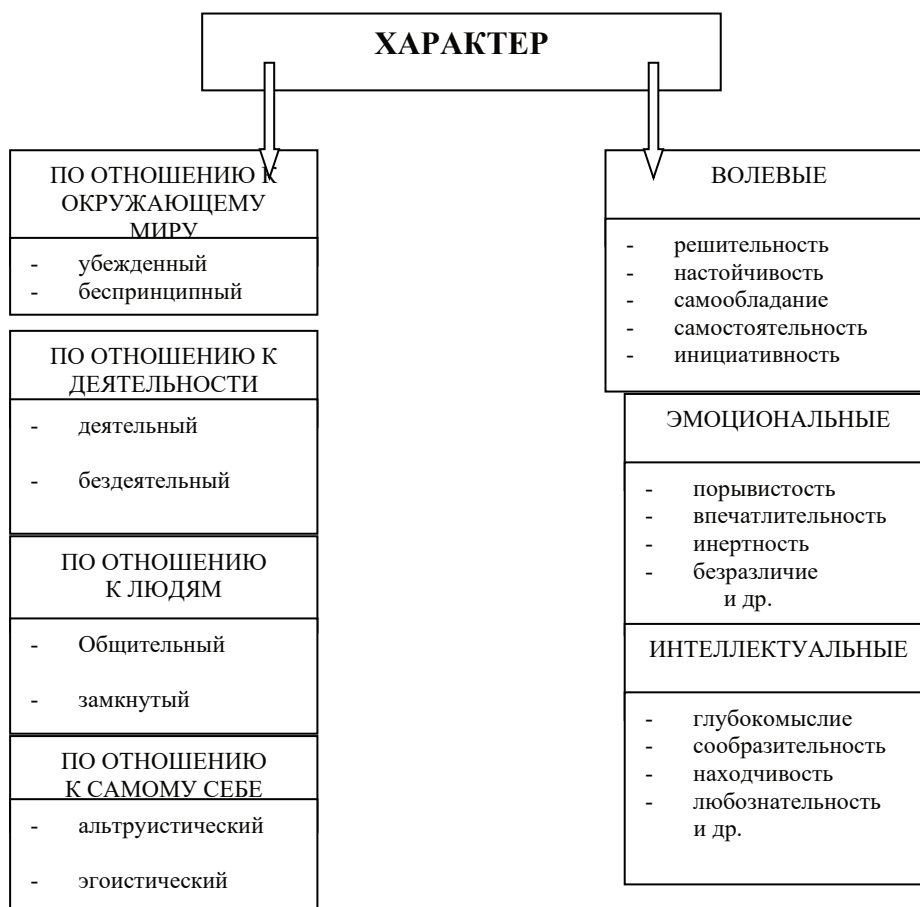 ХАРАКТЕР
ПО ОТНОШЕНИЮ К
ОКРУЖАЮЩЕМУ
МИРУ
- убежденный
- беспринципный
ПО ОТНОШЕНИЮ К
ДЕЯТЕЛЬНОСТИ
- деятельный
- бездеятельный
ПО ОТНОШЕНИЮ
К ЛЮДЯМ
- Общительный
- замкнутый
ПО ОТНОШЕНИЮ
К САМОМУ СЕБЕ
- альтруистический
- эгоистический
ВОЛЕВЫЕ
- решительность
- настойчивость
- самообладание
- самостоятельность
- инициативность
ЭМОЦИОНАЛЬНЫЕ
- порывистость
- впечатлительность
- инертность
- безразличие
и др.
ИНТЕЛЛЕКТУАЛЬНЫЕ
- глубокомыслие
- сообразительность
- находчивость
- любознательность
и др.